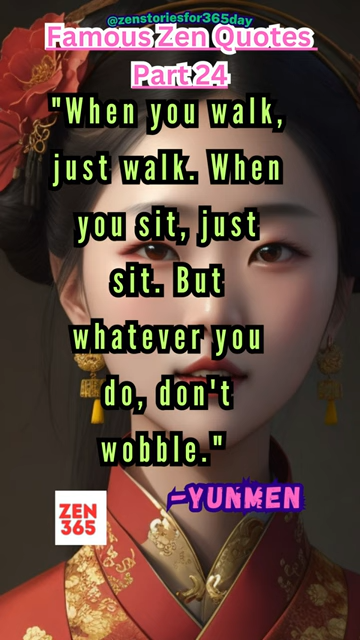 @zenstoriesfor365day
Famous Zen Quotes
Part 24
"When you walk,
just walk. When
you sit, just
sit. But
whatever you
do, don't
wobble."
-YUNMEN
ZEN
365